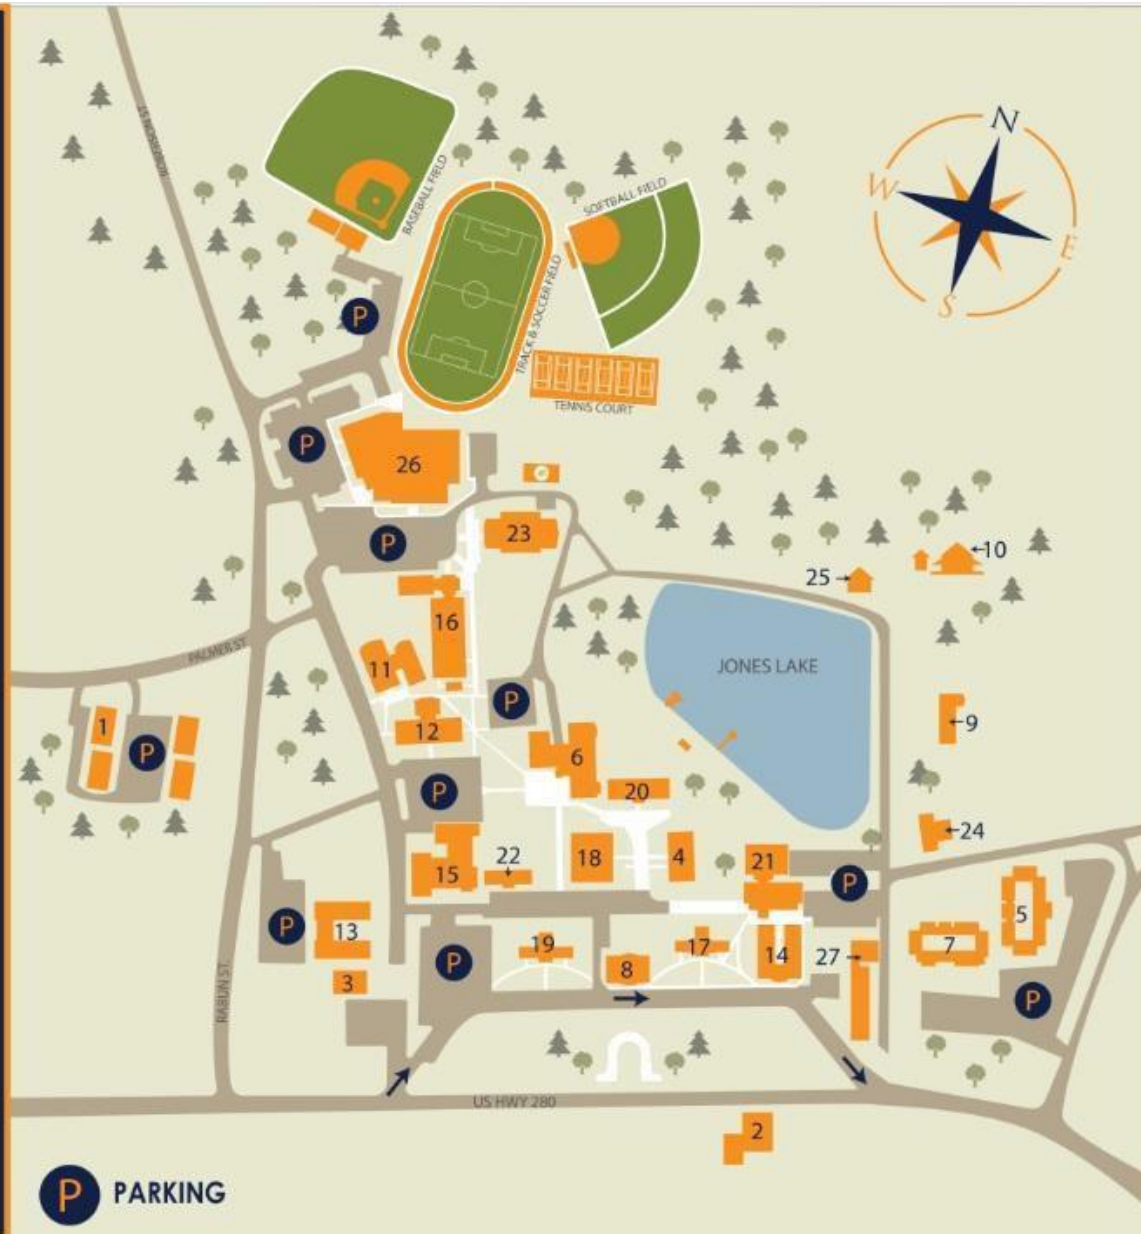 N
W
E
S
ROBINSON ST
BASEBALL FIELD
SOFTBALL FIELD
TRACK & SOCCER FIELD
TENNIS COURT
P
P
26
P
23
10
25
16
PALMER ST
11
JONES LAKE
P
12
1
P
9
6
P
20
24
22
18
4
21
15
P
5
P
13
19
17
14
7
P
27
8
3
P
RABUN ST.
US HWY 280
2
P PARKING